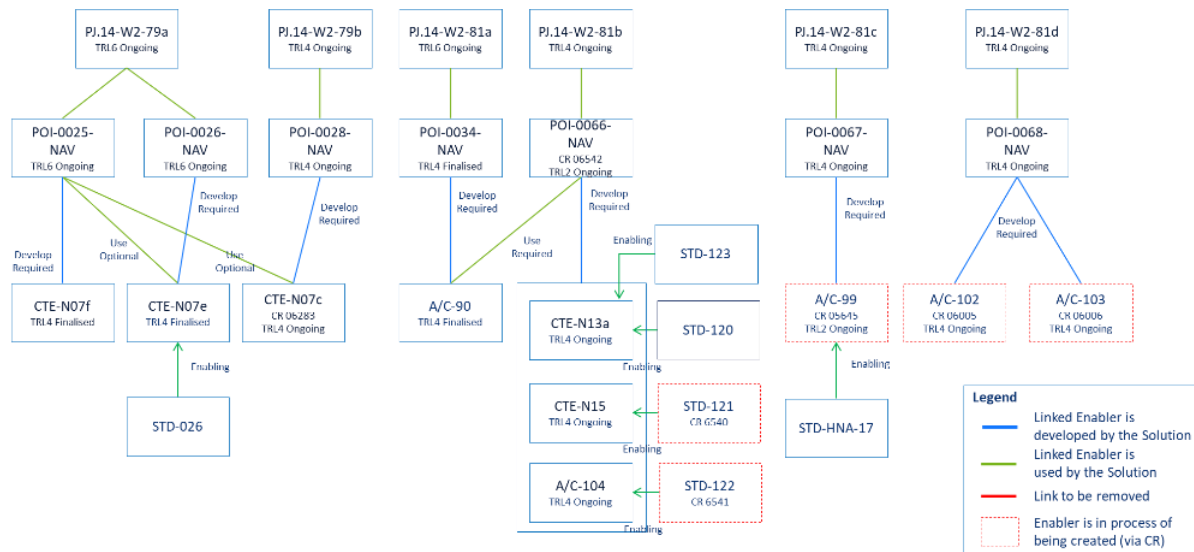 PJ.14-W2-79a
TRL6 Ongoing
PJ.14-W2-79b
TRL4 Ongoing
PJ.14-W2-81a
TRL6 Ongoing
PJ.14-W2-81b
TRL4 Ongoing
PJ.14-W2-81c
TRL4 Ongoing
PJ.14-W2-81d
TRL4 Ongoing
POI-0025-
NAV
TRL6 Ongoing
POI-0026-
NAV
TRL6 Ongoing
POI-0028-
NAV
TRL4 Ongoing
POI-0034-
NAV
TRL4 Finalised
POI-0066-
NAV
CR 06542
TRL2 Ongoing
POI-0067-
NAV
TRL4 Ongoing
POI-0068-
NAV
TRL4 Ongoing
Develop
Required
Use
Optional
Develop
Required
Use
Optional
Develop
Required
Develop
Required
Use
Required
Develop
Required
Develop
Required
Develop
Required
CTE-N07f
TRL4 Finalised
CTE-N07e
TRL4 Finalised
CTE-N07c
CR 06283
TRL4 Ongoing
A/C-90
TRL4 Finalised
Enabling
STD-123
CTE-N13a
TRL4 Ongoing
STD-120
Enabling
CTE-N15
TRL4 Ongoing
STD-121
CR 6540
Enabling
A/C-104
TRL4 Ongoing
STD-122
CR 6541
Enabling
A/C-99
CR 05645
TRL2 Ongoing
A/C-102
CR 06005
TRL4 Ongoing
A/C-103
CR 06006
TRL4 Ongoing
Enabling
STD-026
Enabling
STD-HNA-17
Legend
Linked Enabler is
developed by the Solution
Linked Enabler is
used by the Solution
Link to be removed
Enabler is in process of
being created (via CR)